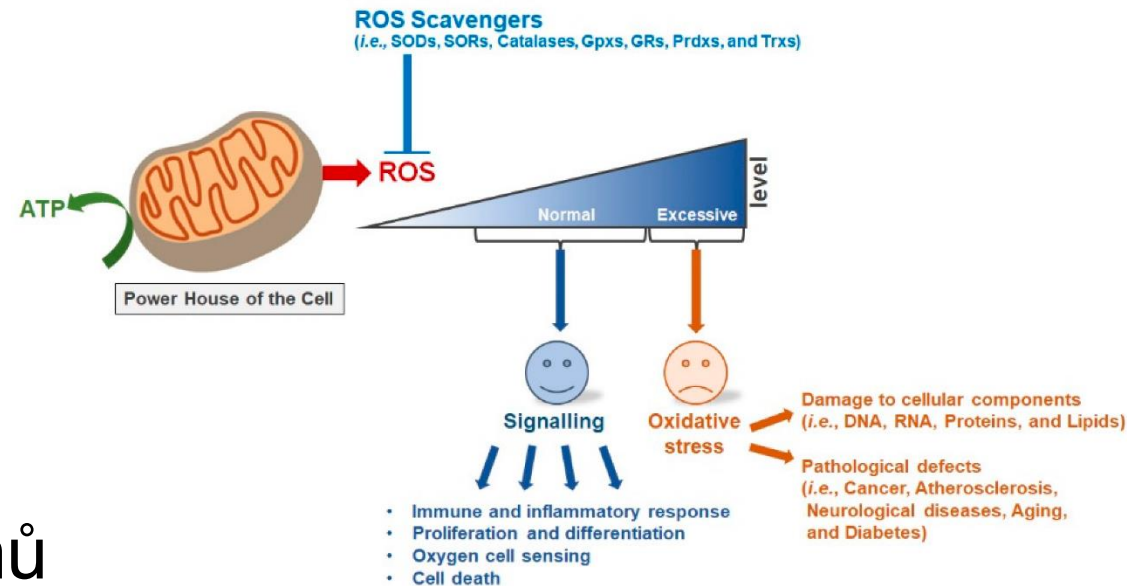 ROS Scavengers
(i.e., SODs, SORs, Catalases, Gpxs, GRs, Prdxs, and Trxs)
ROS
ATP
level
Normal
Excessive
Power House of the Cell
Signalling
Oxidative
stress
Damage to cellular components
(i.e., DNA, RNA, Proteins, and Lipids)
Pathological defects
(i.e., Cancer, Atherosclerosis,
Neurological diseases, Aging,
and Diabetes)
• Immune and inflammatory response
• Proliferation and differentiation
• Oxygen cell sensing
• Cell death